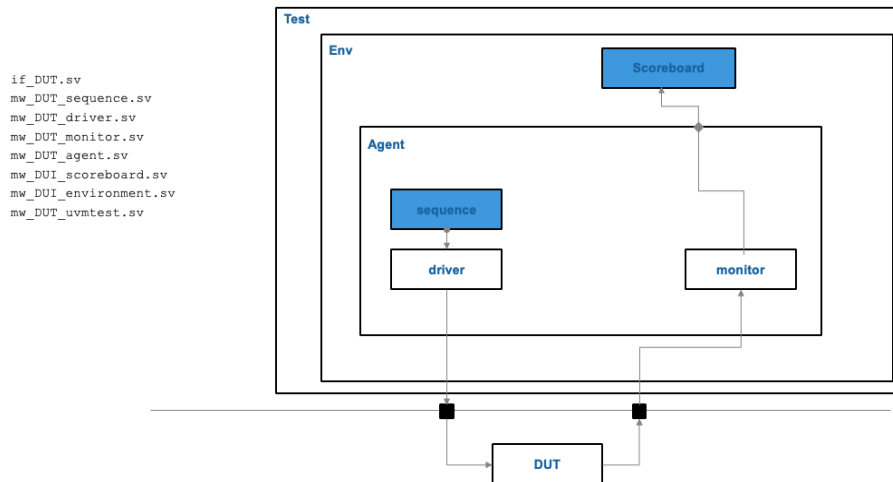 if_DUT.sv
mw_DUT_sequence.sv
mw_DUT_driver.sv
mw_DUT_monitor.sv
mw_DUT_agent.sv
mw_DUI_scoreboard.sv
mw_DUI_environment.sv
mw_DUT_uvmtest.sv
Test
Env
Scoreboard
Agent
sequence
driver
monitor
DUT